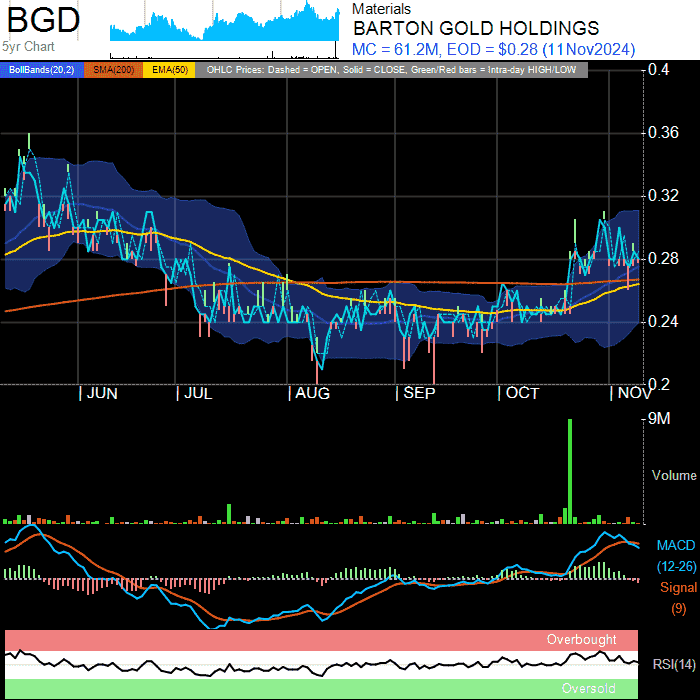 BGD
5yr Chart
Materials
BARTON GOLD HOLDINGS
MC = 61.2M, EOD = $0.28 (11Nov2024)
BollBands(20,2) SMA(200) EMA(50) OHLC Prices: Dashed = OPEN, Solid = CLOSE, Green/Red bars = Intra-day HIGH/LOW
0.4
0.36
0.32
0.28
0.24
0.2
JUN JUL AUG SEP OCT NOV
9M
Volume
MACD
(12-26)
Signal
(9)
Overbought
RSI(14)
Oversold